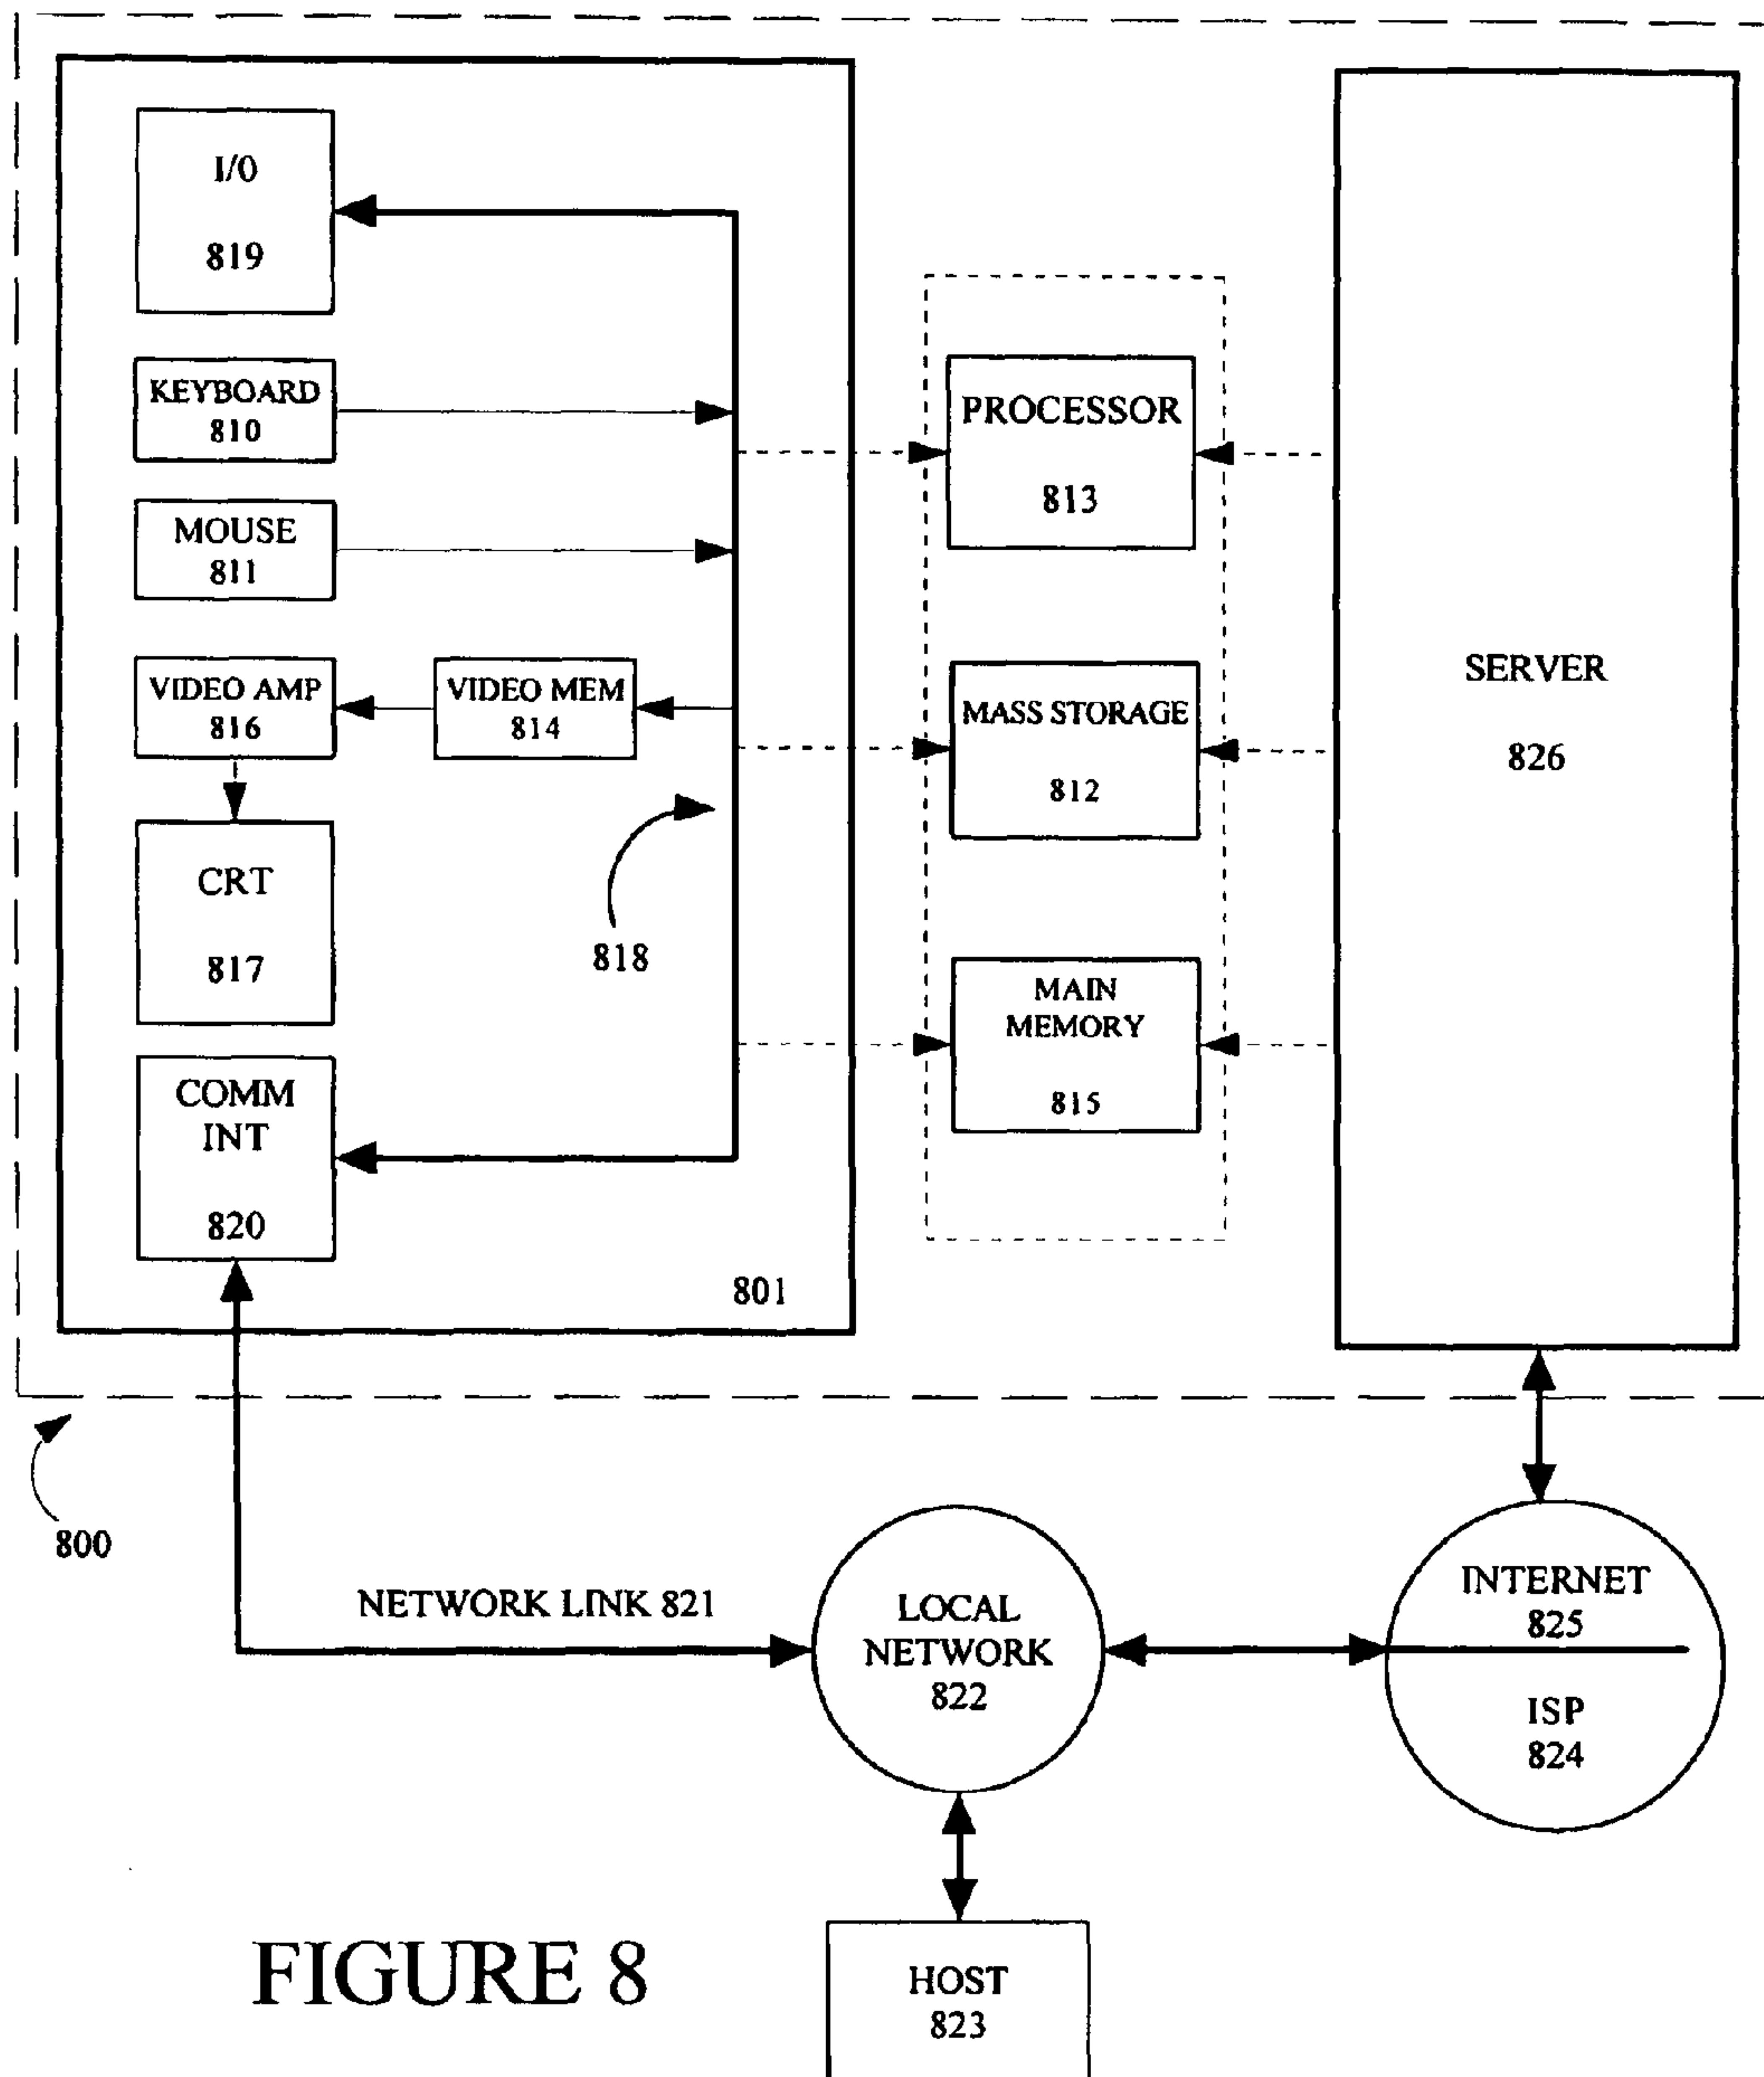 I/0
819
KEYBOARD
810
MOUSE
811
VIDEO AMP
816
VIDEO MEM
814
CRT
817
818
COMM
INT
820
801
PROCESSOR
813
MASS STORAGE
812
MAIN
MEMORY
815
SERVER
826
800
NETWORK LINK 821
LOCAL
NETWORK
822
INTERNET
825
ISP
824
HOST
823
FIGURE 8